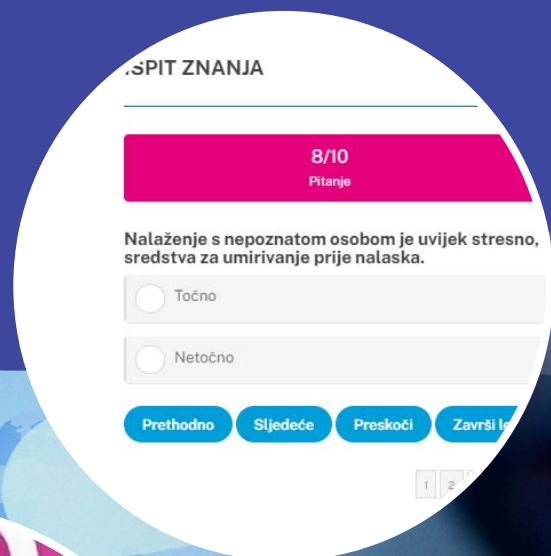 ISPIT ZNANJA
8/10
Pitanje
Nalaženje s nepoznatom osobom je uvijek stresno,
sredstva za umirivanje prije nalaska.
Točno
Netočno
Prethodno Sljedeće Preskoči Završi
1 2